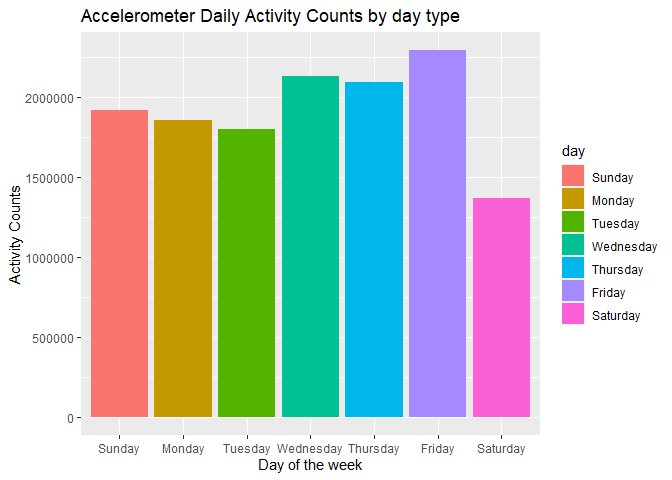 Accelerometer Daily Activity Counts by day type
Activity Counts
2000000
1500000
1000000
500000
0
Sunday Monday Tuesday Wednesday Thursday Friday Saturday
Day of the week
day
Sunday
Monday
Tuesday
Wednesday
Thursday
Friday
Saturday